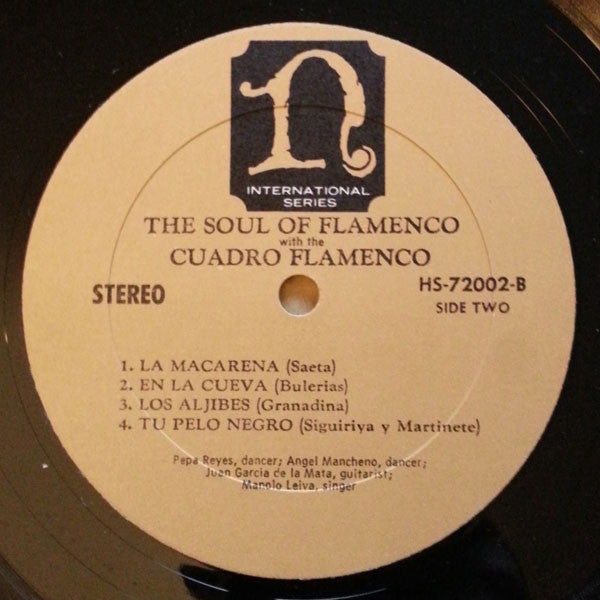 n
INTERNATIONAL
SERIES
THE SOUL OF FLAMENCO
with the
CUADRO FLAMENCO
STEREO
HS-72002-B
SIDE TWO
1. LA MACARENA (Saeta)
2. EN LA CUEVA (Bulerias)
3. LOS ALJIBES (Granadina)
4. TU PELO NEGRO (Siguiriya y Martinete)
Pepa Reyes, dancer; Angel Mancheno, dancer;
Juan Garcia de la Mata, guitarist;
Manolo Leiva, singer